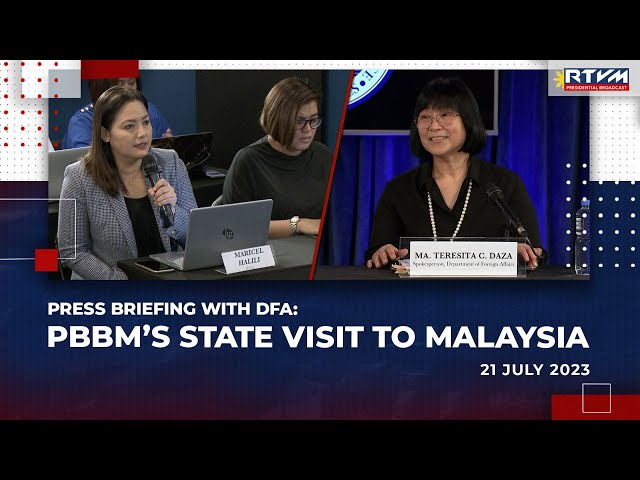 RTVM
PRESIDENTIAL BROADCAST
hp
MARICEL
HALILI
MA. TERESITA C. DAZA
Spokesperson, Department of Foreign Affairs
PRESS BRIEFING WITH DFA:
PBBM'S STATE VISIT TO MALAYSIA
21 JULY 2023